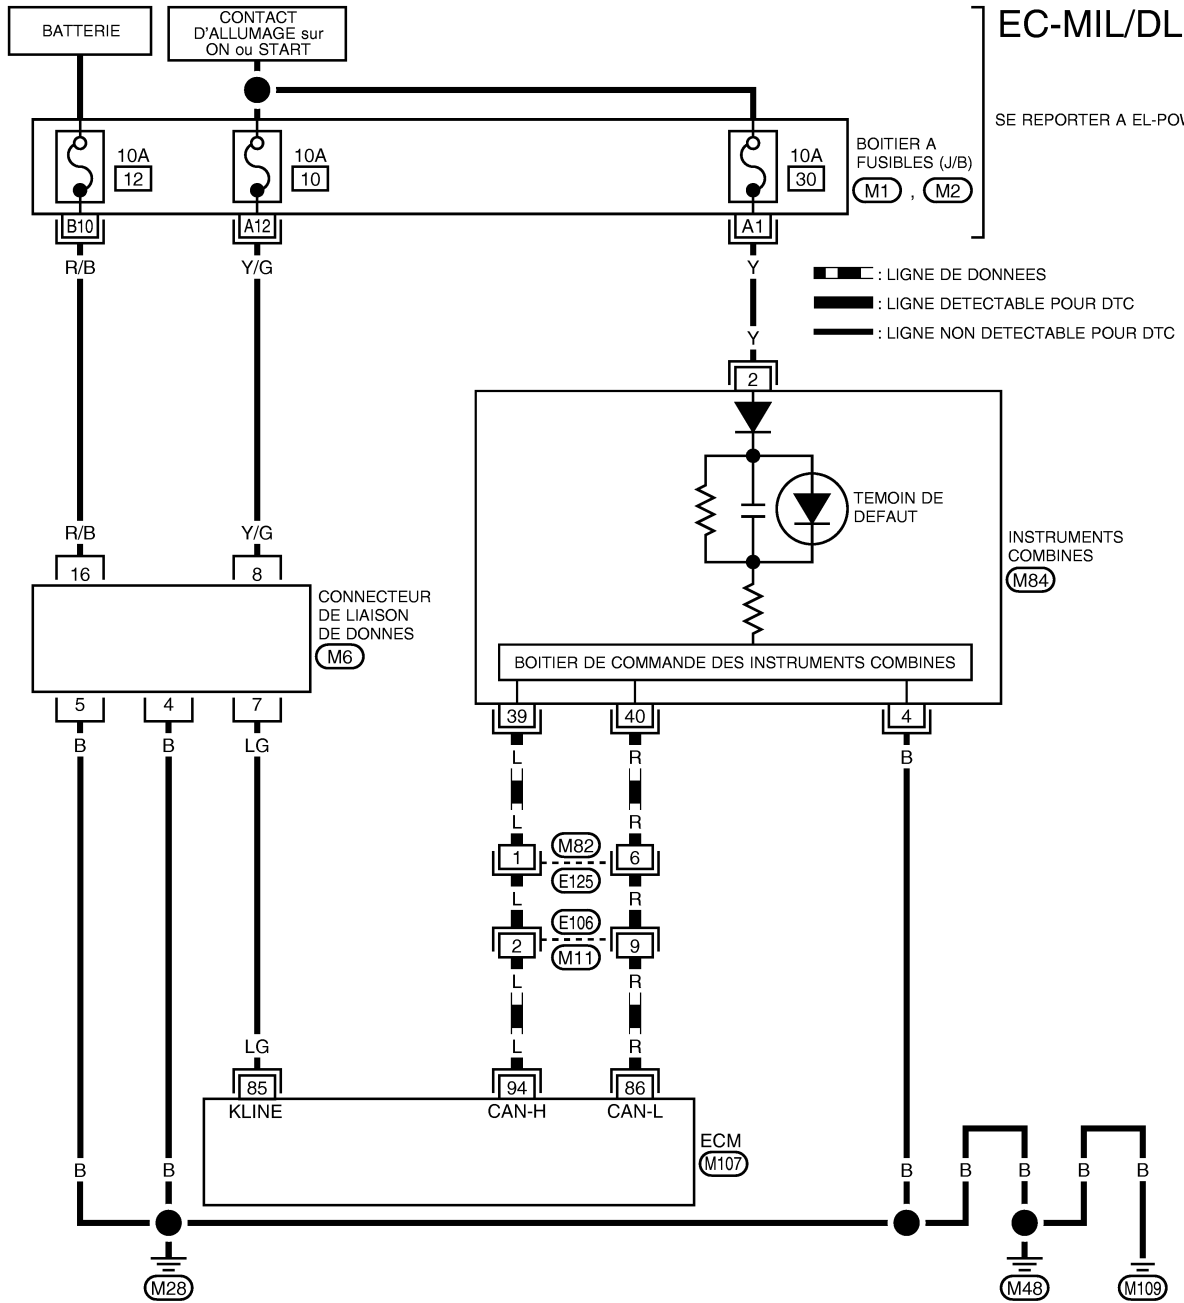 EC-MIL/DL
BATTERIE
CONTACT
D'ALLUMAGE sur
ON ou START
SE REPORTER A EL-POW
10A
12
10A
10
10A
30
BOITIER A
FUSIBLES (J/B)
M1 , M2
B10
A12
A1
R/B
Y/G
Y
: LIGNE DE DONNEES
: LIGNE DETECTABLE POUR DTC
: LIGNE NON DETECTABLE POUR DTC
Y
2
TEMOIN DE
DEFAUT
R/B
Y/G
16
8
INSTRUMENTS
COMBINES
M84
CONNECTEUR
DE LIAISON
DE DONNES
M6
BOITIER DE COMMANDE DES INSTRUMENTS COMBINES
5
4
7
39
40
4
B
B
LG
L
R
B
L
R
1
M82
6
E125
L
R
E106
2
9
M11
L
R
LG
L
R
85
94
86
KLINE
CAN-H
CAN-L
ECM
M107
B
B
B
B
B
B
B
M28
M48
M109